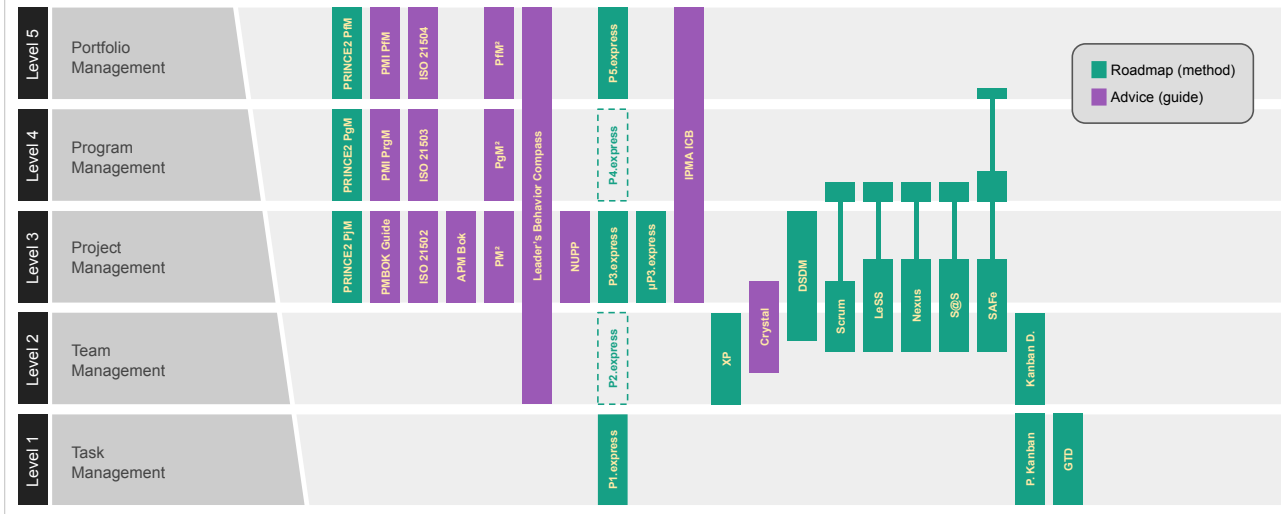 Level 5
Portfolio
Management
PRINCE2 PfM
PMI PfM
ISO 21504
PfM²
P5.express
Roadmap (method)
Advice (guide)
Level 4
Program
Management
PRINCE2 PgM
PMI PrgM
ISO 21503
PgM²
Leader's Behavior Compass
P4.express
IPMA ICB
Level 3
Project
Management
PRINCE2 PjM
PMBOK Guide
ISO 21502
APM Bok
PM²
NUPP
P3.express
µP3.express
DSDM
Scrum
LeSS
Nexus
S@S
SAFe
Level 2
Team
Management
P2.express
XP
Crystal
Kanban D.
Level 1
Task
Management
P1.express
P. Kanban
GTD